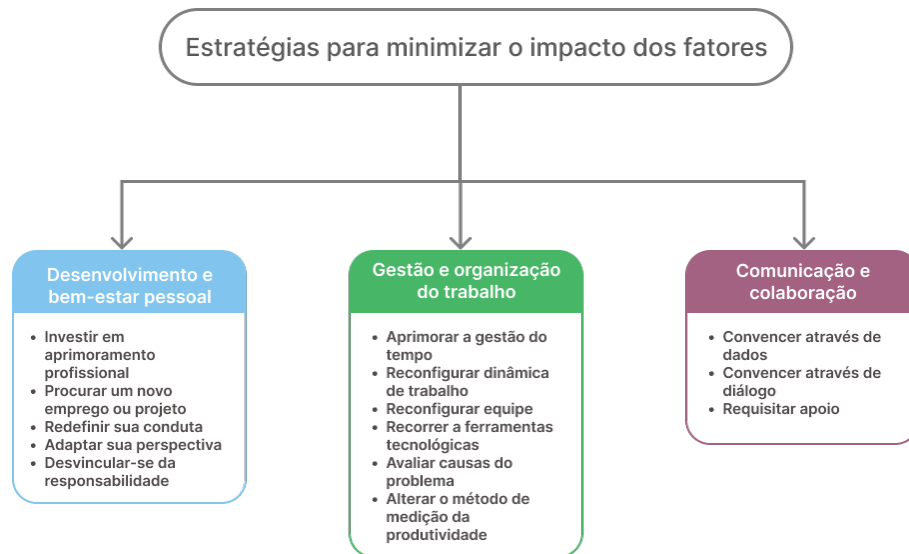 Estratégias para minimizar o impacto dos fatores
Desenvolvimento e
bem-estar pessoal
• Investir em
aprimoramento
profissional
• Procurar um novo
emprego ou projeto
• Redefinir sua conduta
• Adaptar sua perspectiva
• Desvincular-se da
responsabilidade
Gestão e organização
do trabalho
• Aprimorar a gestão do
tempo
• Reconfigurar dinâmica
de trabalho
• Reconfigurar equipe
• Recorrer a ferramentas
tecnológicas
• Avaliar causas do
problema
• Alterar o método de
medição da
produtividade
Comunicação e
colaboração
• Convencer através de
dados
• Convencer através de
diálogo
• Requisitar apoio